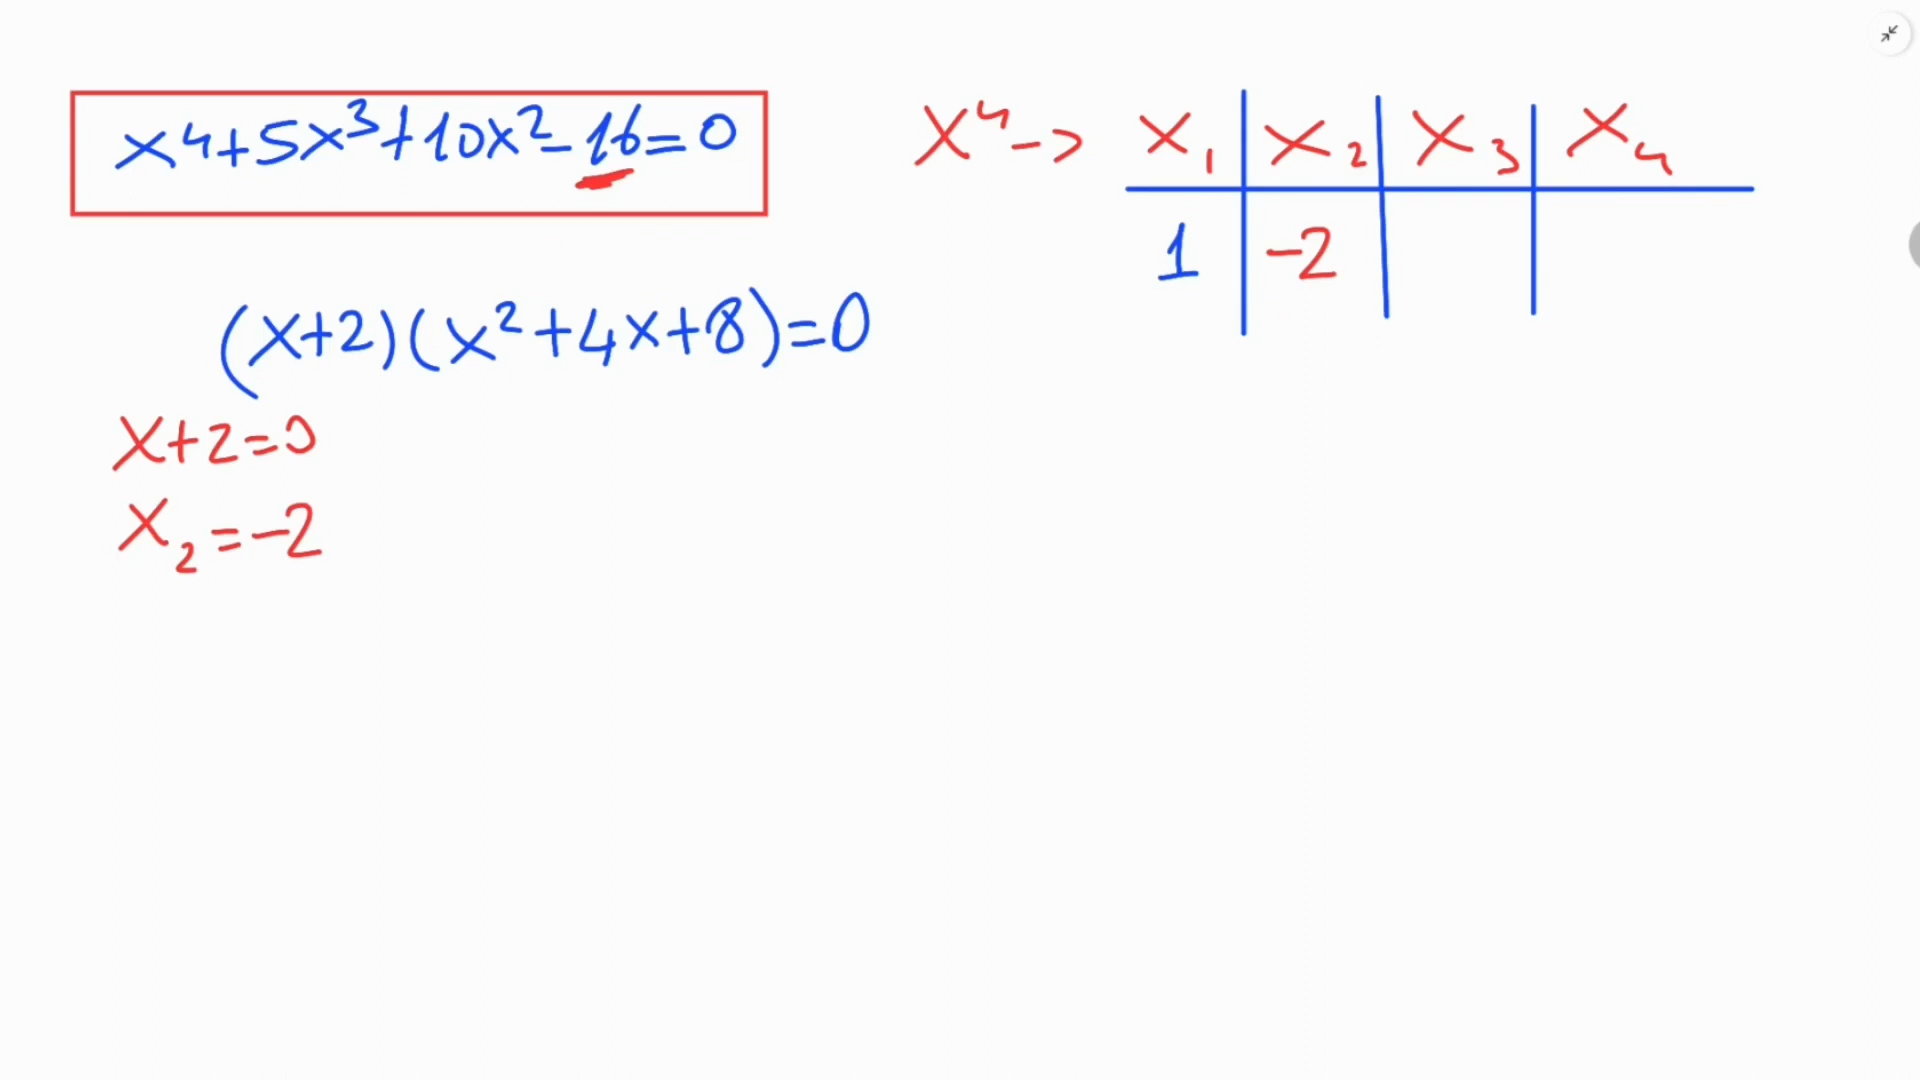 x⁴+5x³+10x²-16=0
x⁴-> x₁ x₂ x₃ x₄
1 -2
(x+2)(x²+4x+8)=0
x+2=0
x₂=-2